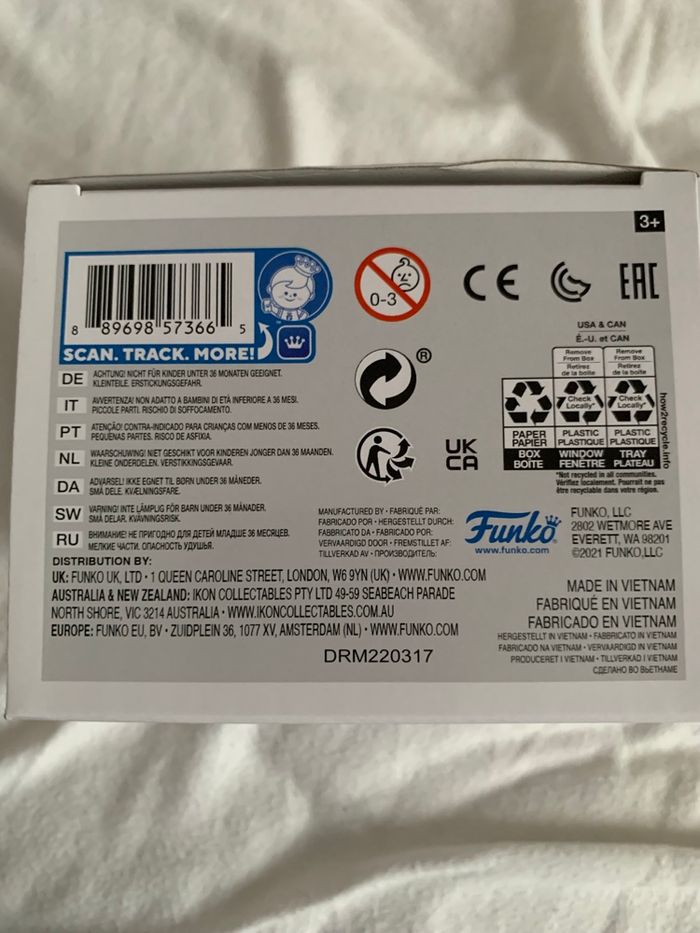 3+
8 89698 57366 5
SCAN. TRACK. MORE!
0-3
CE
EAC
®
UK
CA
USA & CAN
É.-U. et CAN
Remove From Box
Retirez de la boîte
Remove From Box
Retirez de la boîte
Check Locally*
Check Locally*
PAPER
PAPIER
PLASTIC
PLASTIQUE
PLASTIC
PLASTIQUE
BOX
BOÎTE
WINDOW
FENÊTRE
TRAY
PLATEAU
*Not recycled in all communities.
Vérifiez localement. Pourrait ne pas
être recyclable dans votre région.
how2recycle.info
DE ACHTUNG! NICHT FÜR KINDER UNTER 36 MONATEN GEEIGNET.
KLEINTEILE. ERSTICKUNGSGEFAHR.
IT AVVERTENZA! NON ADATTO A BAMBINI DI ETÀ INFERIORE A 36 MESI.
PICCOLE PARTI. RISCHIO DI SOFFOCAMENTO.
PT ATENÇÃO! CONTRA-INDICADO PARA CRIANÇAS COM MENOS DE 36 MESES.
PEQUENAS PARTES. RISCO DE ASFIXIA.
NL WAARSCHUWING! NIET GESCHIKT VOOR KINDEREN JONGER DAN 36 MAANDEN.
KLEINE ONDERDELEN. VERSTIKKINGSGEVAAR.
DA ADVARSEL! IKKE EGNET TIL BØRN UNDER 36 MÅNEDER.
SMÅ DELE. KVÆLNINGSFARE.
SW VARNING! INTE LÄMPLIG FÖR BARN UNDER 36 MÅNADER.
SMÅ DELAR. KVÄVNINGSRISK.
RU ВНИМАНИЕ! НЕ ПРИГОДНО ДЛЯ ДЕТЕЙ МЛАДШЕ 36 МЕСЯЦЕВ.
МЕЛКИЕ ЧАСТИ. ОПАСНОСТЬ УДУШЬЯ.
MANUFACTURED BY • FABRIQUÉ PAR:
FABRICADO POR • HERGESTELLT DURCH:
FABBRICATO DA • FABRICADO POR:
VERVAARDIGD DOOR • FREMSTILLET AF:
TILLVERKAD AV • ПРОИЗВОДИТЕЛЬ:
Funko
www.funko.com
FUNKO, LLC
2802 WETMORE AVE
EVERETT, WA 98201
©2021 FUNKO,LLC
DISTRIBUTION BY:
UK: FUNKO UK, LTD • 1 QUEEN CAROLINE STREET, LONDON, W6 9YN (UK) • WWW.FUNKO.COM
AUSTRALIA & NEW ZEALAND: IKON COLLECTABLES PTY LTD 49-59 SEABEACH PARADE
NORTH SHORE, VIC 3214 AUSTRALIA • WWW.IKONCOLLECTABLES.COM.AU
EUROPE: FUNKO EU, BV • ZUIDPLEIN 36, 1077 XV, AMSTERDAM (NL) • WWW.FUNKO.COM
DRM220317
MADE IN VIETNAM
FABRIQUÉ EN VIETNAM
FABRICADO EN VIETNAM
HERGESTELLT IN VIETNAM • FABBRICATO IN VIETNAM
FABRICADO NA VIETNAM • VERVAARDIGD IN VIETNAM
PRODUCERET I VIETNAM • TILLVERKAD I VIETNAM
СДЕЛАНО ВО ВЬЕТНАМЕ